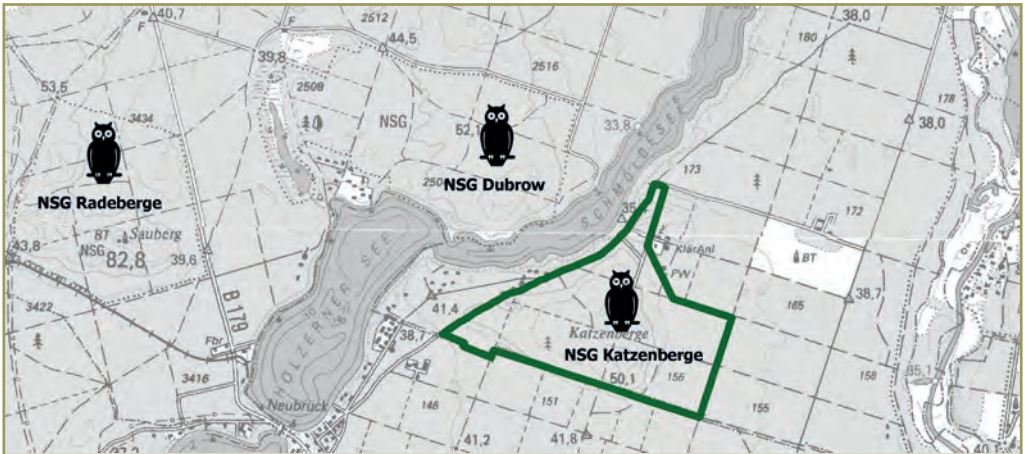 40,7
F
2512
44,5
180
38,0
F
39,8
2508
2516
178
53,5
3434
NSG
33,8
38,0
NSG Dubrow
173
NSG Radeberge
SCHMÖLDESEE
172
BT Sauberg
NSG 82,8
39,6
43,8
KlärAnl
PW
BT
B 179
HÖLZERNER SEE
41,4
165
38,7
3422
38,7
Katzenberge
Fbr
NSG Katzenberge
3416
50,1
156
158
85,1
Neubrück
148
151
155
41,2
41,8